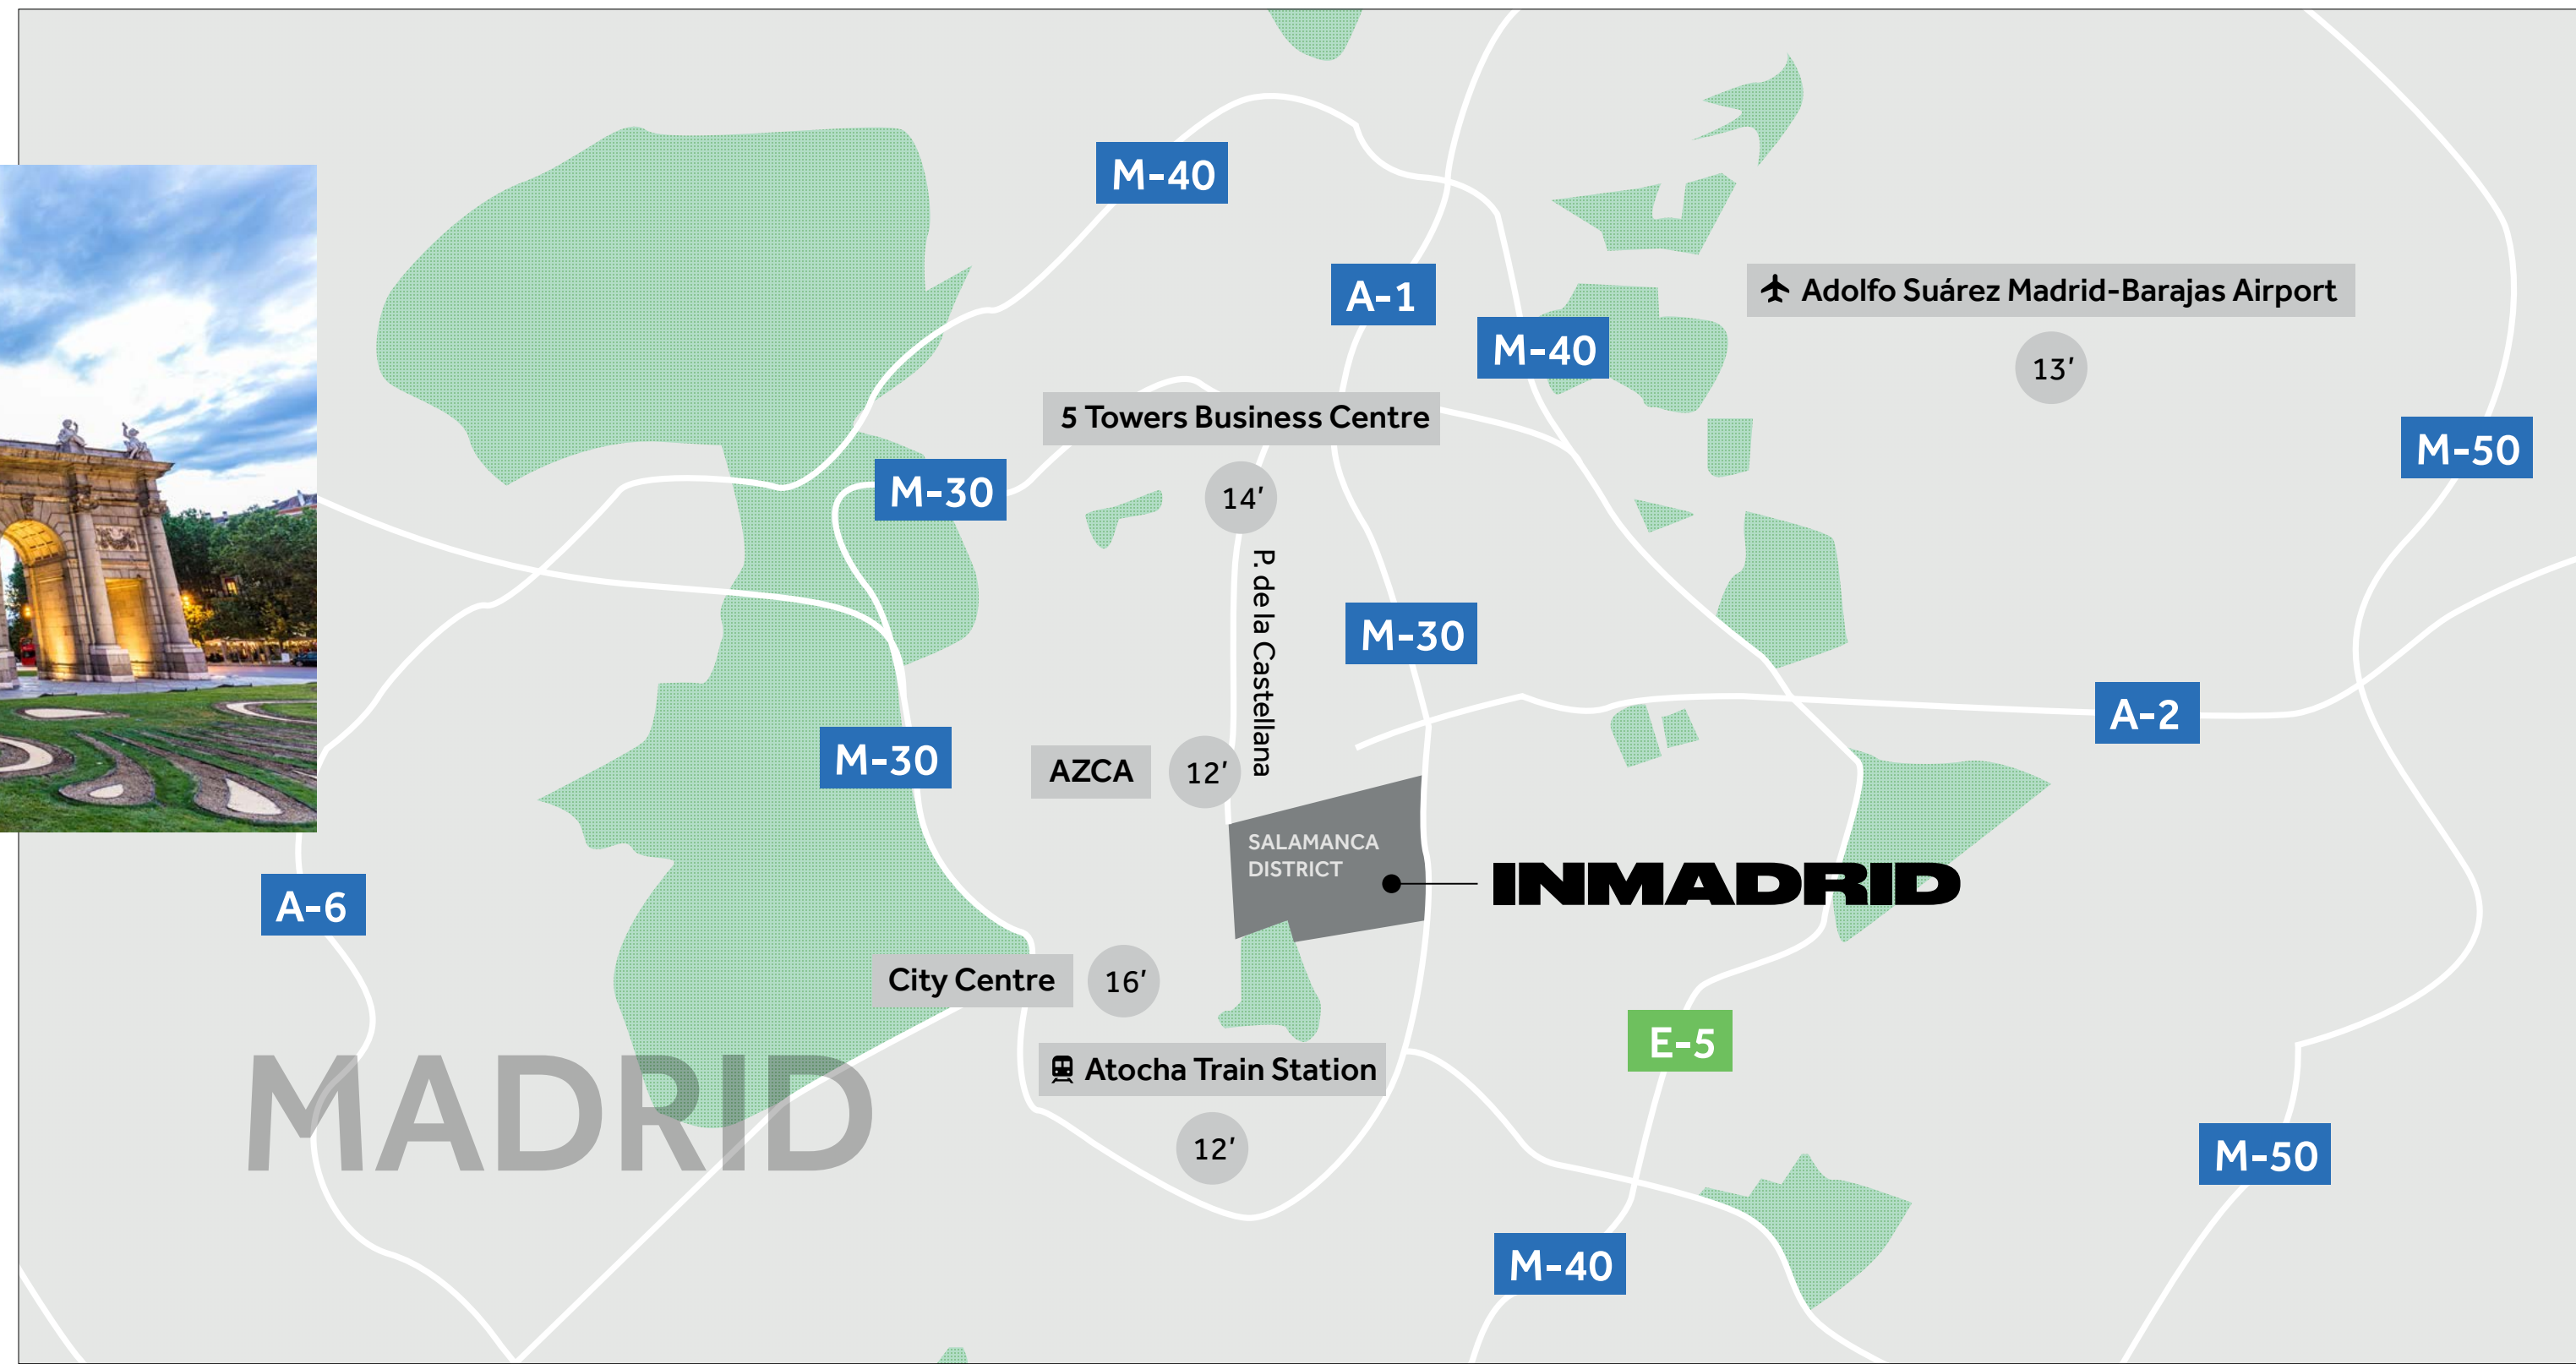 M-40
A-1
Adolfo Suárez Madrid-Barajas Airport
M-40
13′
5 Towers Business Centre
M-50
M-30
14′
P. de la Castellana
M-30
A-2
M-30
AZCA
12′
SALAMANCA
DISTRICT
INMADRID
A-6
City Centre
16′
E-5
Atocha Train Station
MADRID
12′
M-50
M-40